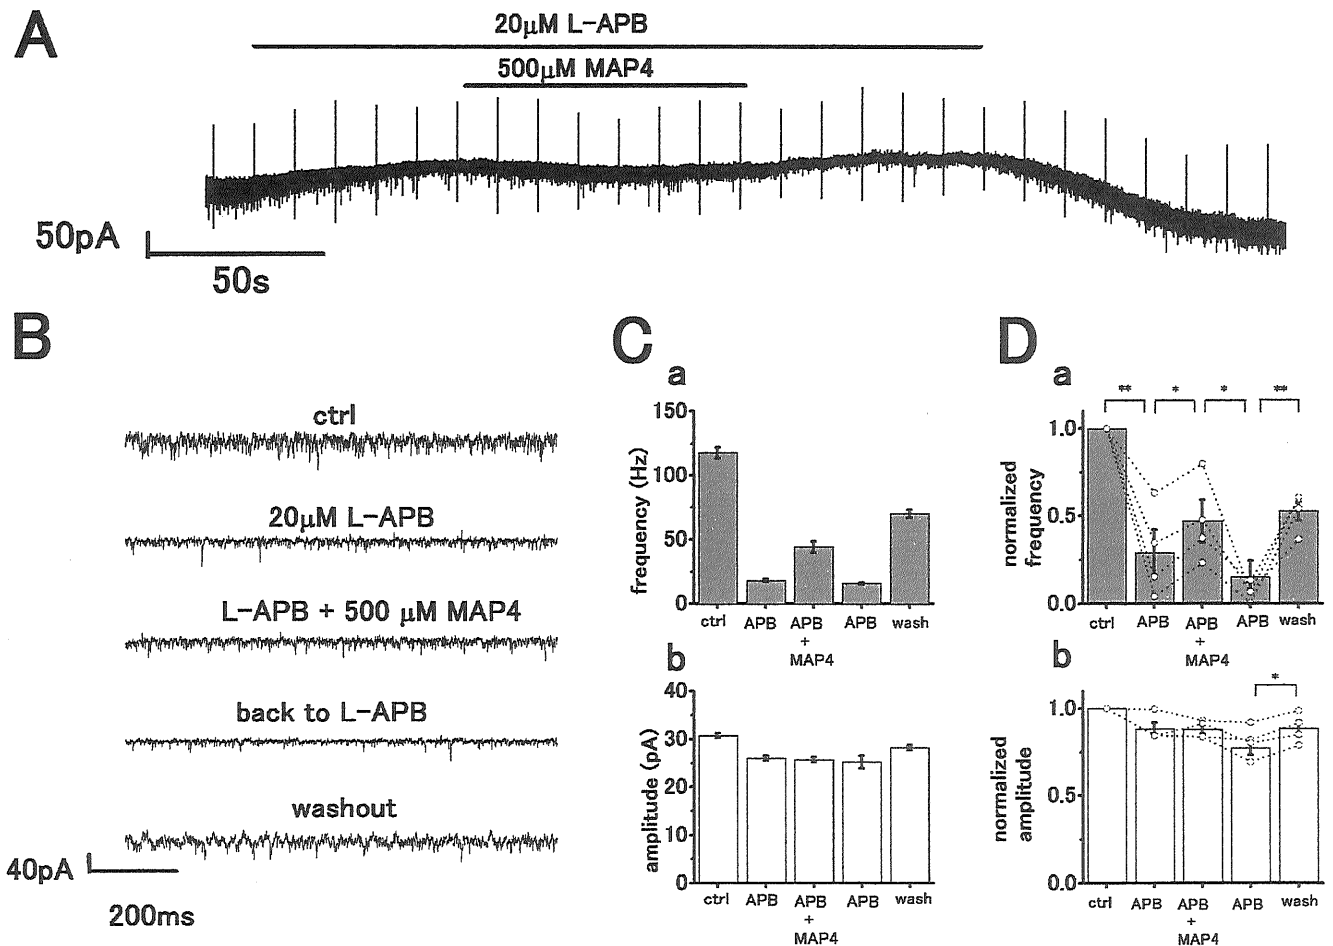 A
20μM L-APB
500μM MAP4
50pA
50s
B
ctrl
20μM L-APB
L-APB + 500 μM MAP4
back to L-APB
washout
40pA
200ms
C
a
frequency (Hz)
150
100
50
0
ctrl APB APB APB wash
+
MAP4
b
amplitude (pA)
40
30
20
10
0
ctrl APB APB APB wash
+
MAP4
D
a
** * * **
normalized
frequency
1.0
0.5
0.0
ctrl APB APB APB wash
+
MAP4
b
*
normalized
amplitude
1.0
0.5
0.0
ctrl APB APB APB wash
+
MAP4